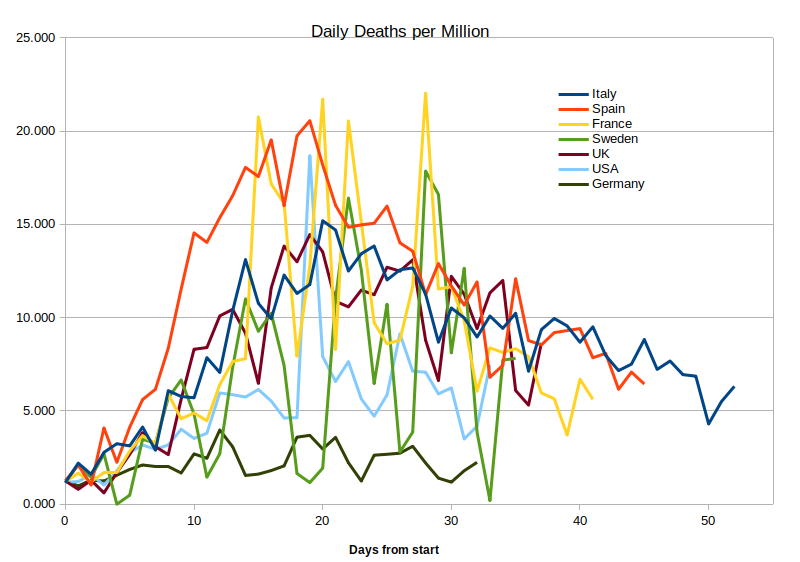 Daily Deaths per Million
25.000
20.000
15.000
10.000
5.000
0.000
Italy
Spain
France
Sweden
UK
USA
Germany
0 10 20 30 40 50
Days from start